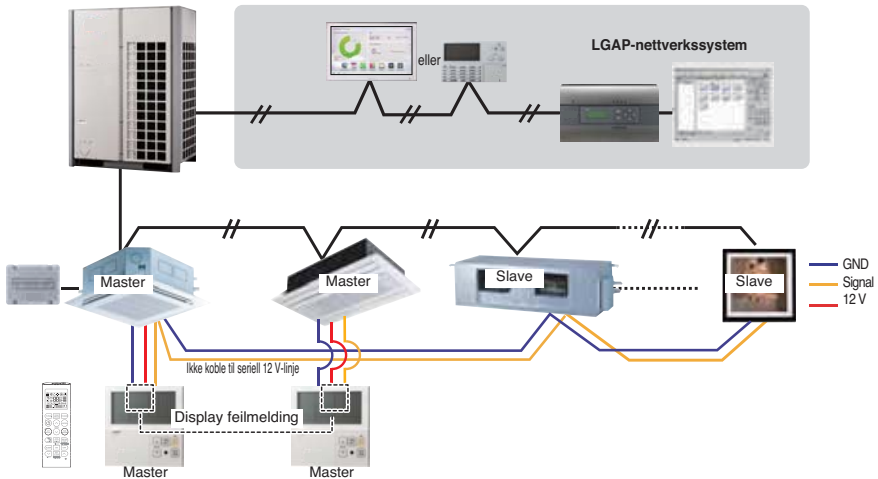 LGAP-nettverkssystem
eller
Master
Master
Slave
Slave
GND
Signal
12 V
Ikke koble til seriell 12 V-linje
Display feilmelding
Master
Master